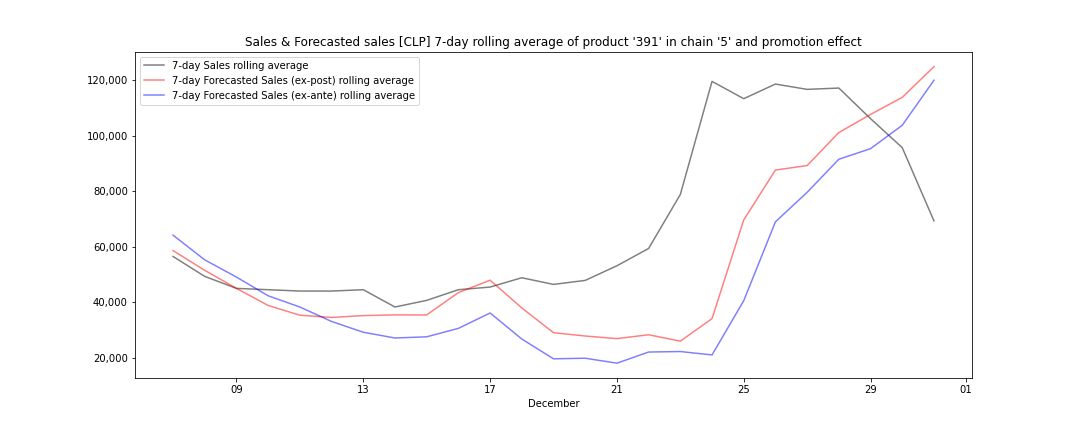 Sales & Forecasted sales [CLP] 7-day rolling average of product '391' in chain '5' and promotion effect
7-day Sales rolling average
7-day Forecasted Sales (ex-post) rolling average
7-day Forecasted Sales (ex-ante) rolling average
120,000
100,000
80,000
60,000
40,000
20,000
09 13 17 21 25 29 01
December